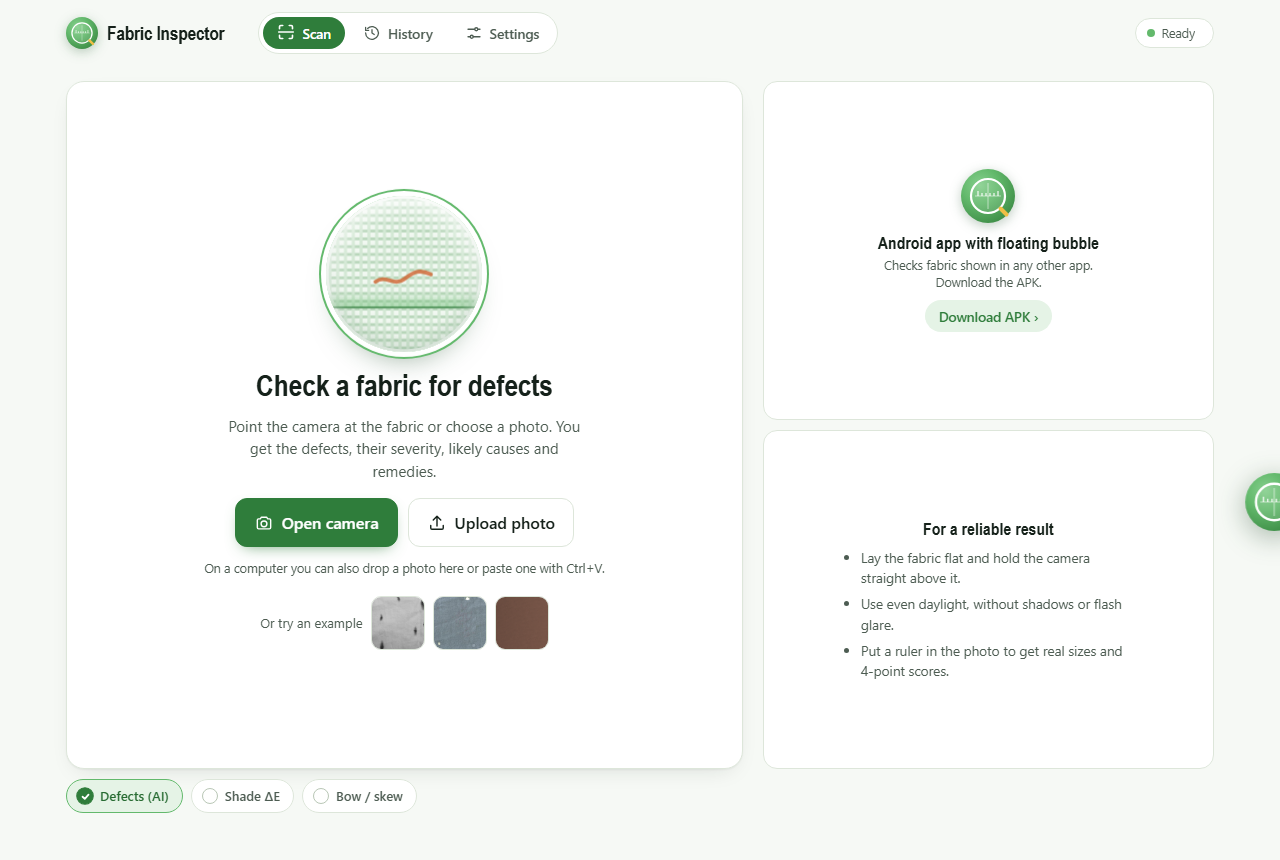 Fabric Inspector
Scan
History
Settings
Ready
Check a fabric for defects
Point the camera at the fabric or choose a photo. You
get the defects, their severity, likely causes and
remedies.
Open camera
Upload photo
On a computer you can also drop a photo here or paste one with Ctrl+V.
Or try an example
Android app with floating bubble
Checks fabric shown in any other app.
Download the APK.
Download APK ›
For a reliable result
• Lay the fabric flat and hold the camera
straight above it.
• Use even daylight, without shadows or flash
glare.
• Put a ruler in the photo to get real sizes and
4-point scores.
Defects (AI)
Shade ΔE
Bow / skew